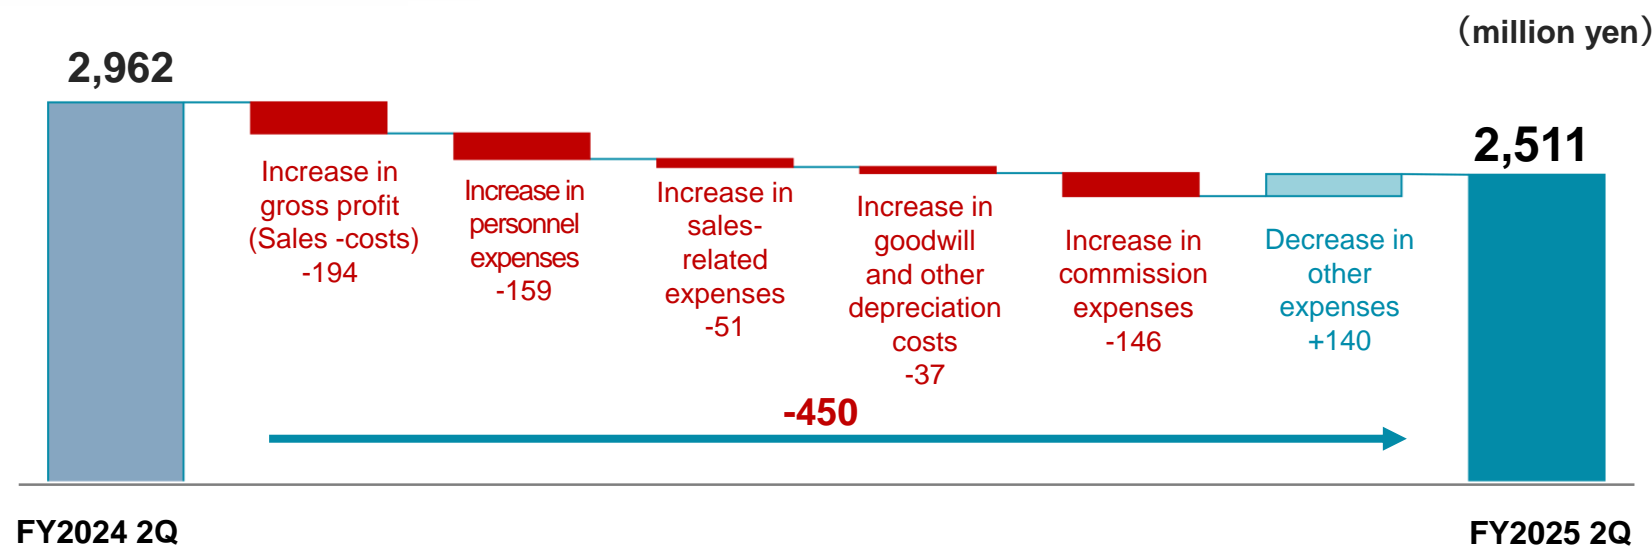 （million yen）
2,962
Increase in
gross profit
(Sales -costs)
-194
Increase in
personnel
expenses
-159
Increase in
sales-
related
expenses
-51
Increase in
goodwill
and other
depreciation
costs
-37
Increase in
commission
expenses
-146
Decrease in
other
expenses
+140
2,511
-450
FY2024 2Q
FY2025 2Q